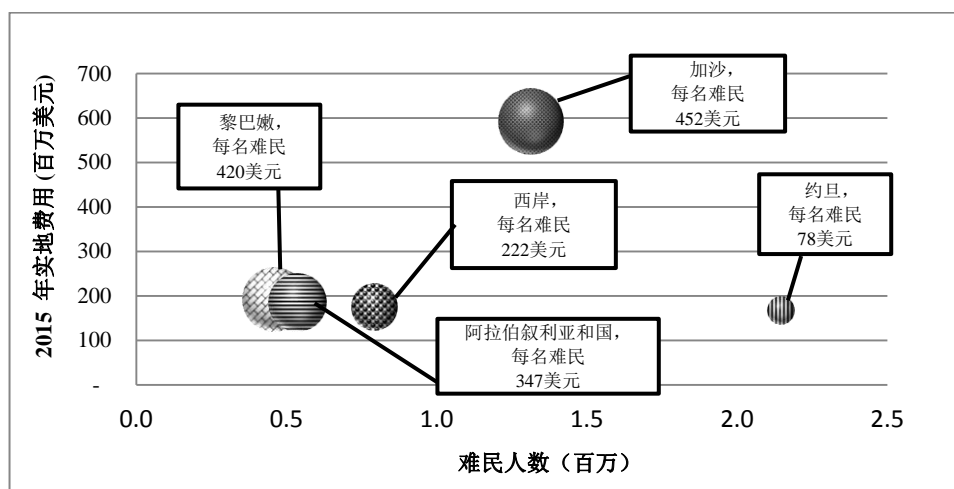 2015 年实地费用 (百万美元)
700
600
500
400
300
200
100
-
黎巴嫩，
每名难民
420美元
加沙，
每名难民
452美元
西岸，
每名难民
222美元
约旦，
每名难民
78美元
阿拉伯叙利亚和国，
每名难民
347美元
0.0 0.5 1.0 1.5 2.0 2.5
难民人数（百万）